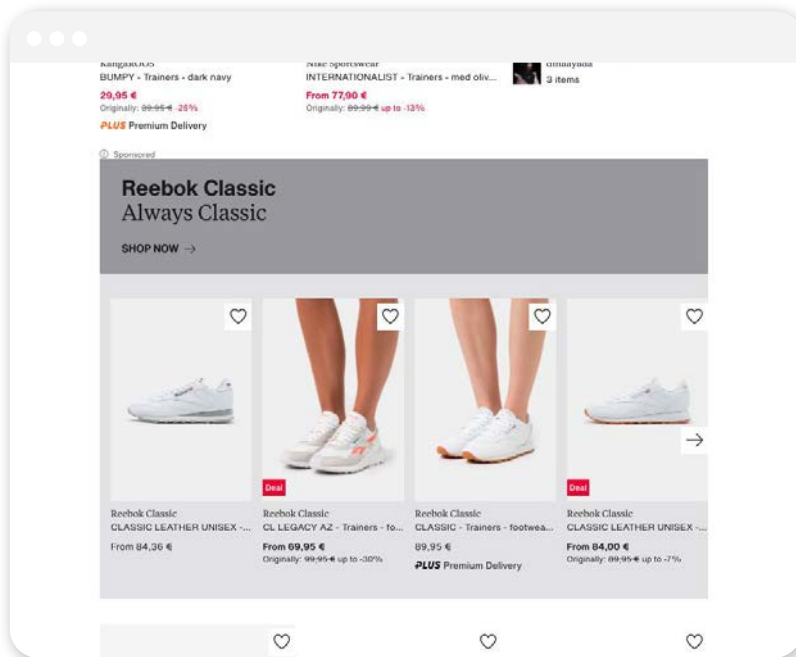 KangaROOS
BUMPY - Trainers - dark navy
29,95 €
Originally: 39,95 € -25%
PLUS Premium Delivery
Nike Sportswear
INTERNATIONALIST - Trainers - med oliv...
From 77,90 €
Originally: 89,99 € up to -13%
3 items
Sponsored
Reebok Classic
Always Classic
SHOP NOW →
Deal
Deal
Reebok Classic
CLASSIC LEATHER UNISEX -...
From 84,36 €
Reebok Classic
CL LEGACY AZ - Trainers - fo...
From 69,95 €
Originally: 99,95 € up to -30%
Reebok Classic
CLASSIC - Trainers - footwea...
89,95 €
PLUS Premium Delivery
Reebok Classic
CLASSIC LEATHER UNISEX -...
From 84,00 €
Originally: 89,95 € up to -7%